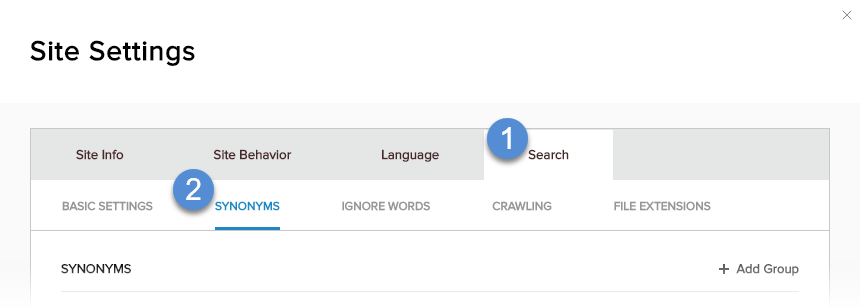 Site Settings
1
Site Info Site Behavior Language Search
2
BASIC SETTINGS SYNONYMS IGNORE WORDS CRAWLING FILE EXTENSIONS
SYNONYMS + Add Group